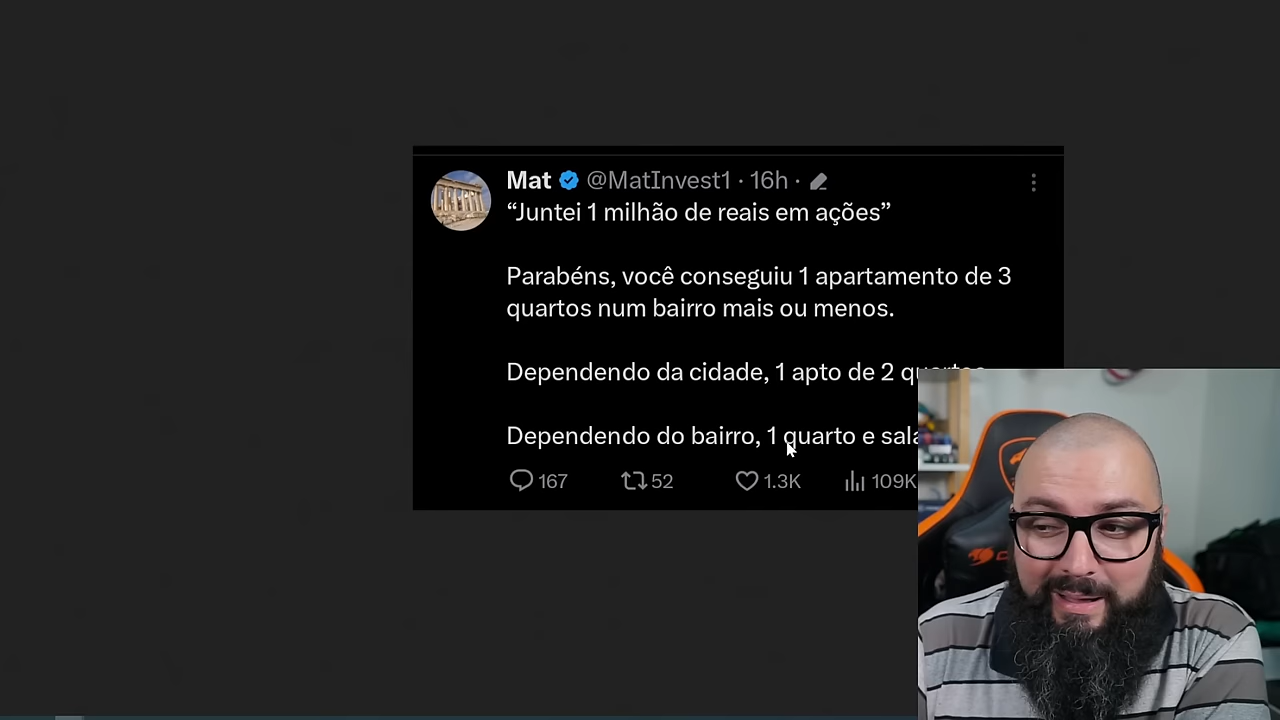 Mat @MatInvest1 · 16h ·
“Juntei 1 milhão de reais em ações”
Parabéns, você conseguiu 1 apartamento de 3
quartos num bairro mais ou menos.
Dependendo da cidade, 1 apto de 2 quartos
Dependendo do bairro, 1 quarto e sala
167 52 1.3K 109K